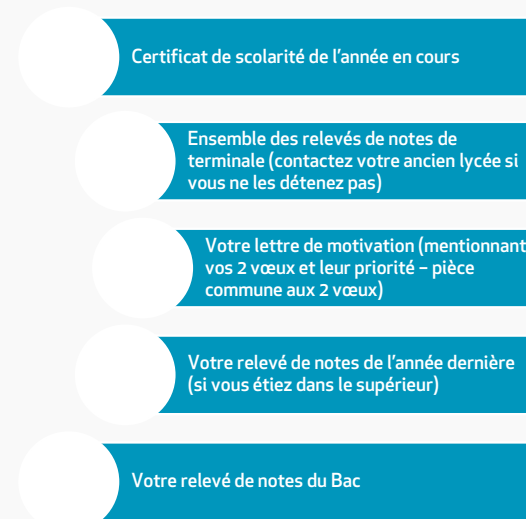 Certificat de scolarité de l'année en cours
Ensemble des relevés de notes de
terminale (contactez votre ancien lycée si
vous ne les détenez pas)
Votre lettre de motivation (mentionnant
vos 2 vœux et leur priorité – pièce
commune aux 2 vœux)
Votre relevé de notes de l'année dernière
(si vous étiez dans le supérieur)
Votre relevé de notes du Bac